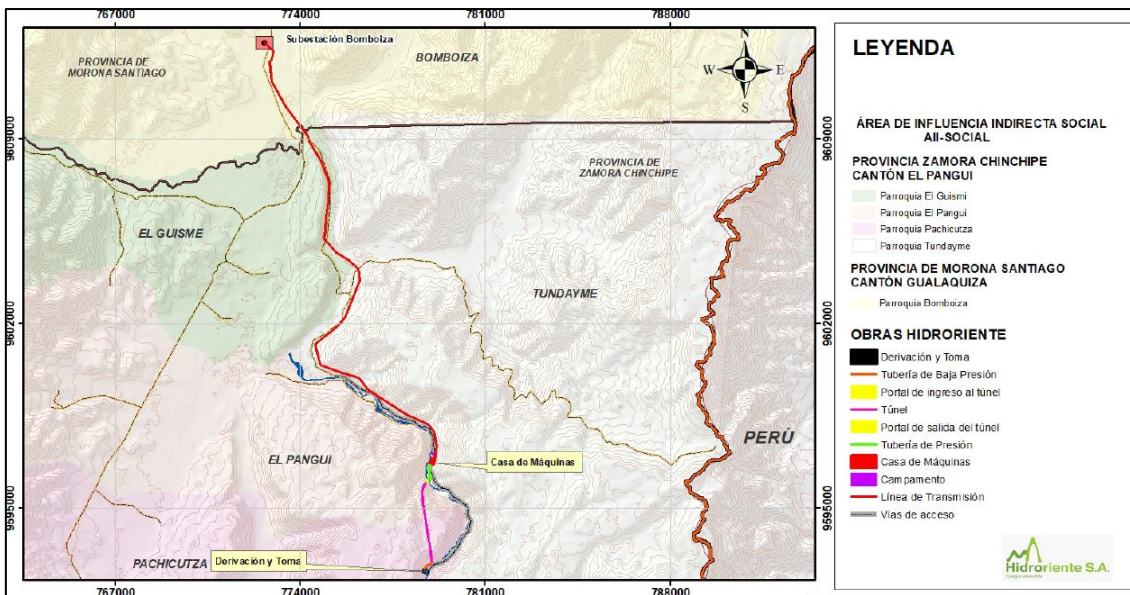 767000 774000 781000 788000
Subestación Bomboiza
PROVINCIA DE
MORONA SANTIAGO
BOMBOIZA
N
W E
S
9609000 9609000
PROVINCIA DE
ZAMORA CHINCHIPE
EL GUISME
TUNDAYME
9602000 9602000
EL PANGUI
Casa de Máquinas
PERÚ
9595000 9595000
PACHICUTZA
Derivación y Toma
767000 774000 781000 788000
LEYENDA
ÁREA DE INFLUENCIA INDIRECTA SOCIAL
AII-SOCIAL
PROVINCIA ZAMORA CHINCHIPE
CANTÓN EL PANGUI
Parroquia El Guismi
Parroquia El Pangui
Parroquia Pachicutza
Parroquia Tundayme
PROVINCIA DE MORONA SANTIAGO
CANTÓN GUALAQUIZA
Parroquia Bomboiza
OBRAS HIDRORIENTE
Derivación y Toma
Tubería de Baja Presión
Portal de ingreso al túnel
Túnel
Portal de salida del túnel
Tubería de Presión
Casa de Máquinas
Campamento
Línea de Transmisión
Vías de acceso
Hidroriente S.A.